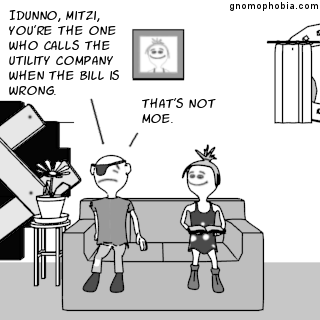 gnomophobia.com
IDUNNO, MITZI,
YOU'RE THE ONE
WHO CALLS THE
UTILITY COMPANY
WHEN THE BILL IS
WRONG.
THAT'S NOT
MOE.